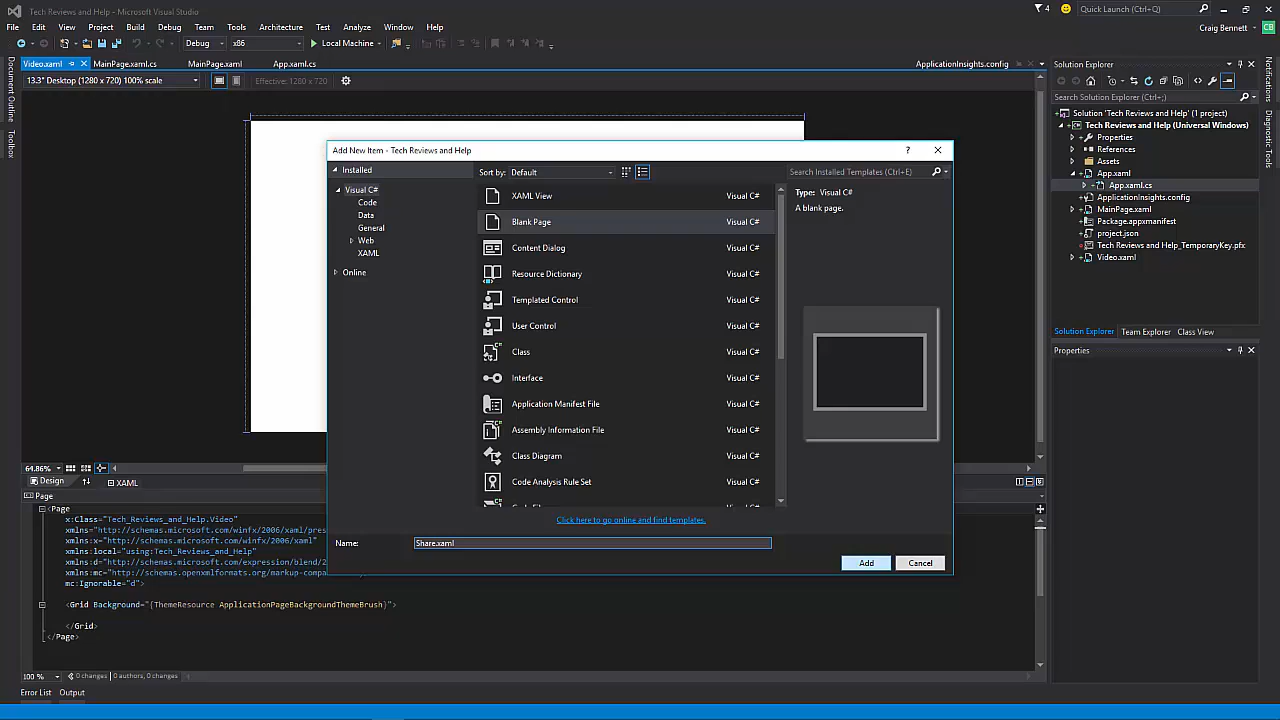 Tech Reviews and Help - Microsoft Visual Studio
4
Quick Launch (Ctrl+Q)
File Edit View Project Build Debug Team Tools Architecture Test Analyze Window Help
Craig Bennett CB
Debug x86 Local Machine
Video.xaml MainPage.xaml.cs MainPage.xaml App.xaml.cs ApplicationInsights.config
13.3" Desktop (1280 x 720) 100% scale Effective: 1280 x 720
Document Outline
Toolbox
Solution Explorer
Search Solution Explorer (Ctrl+;)
Solution 'Tech Reviews and Help' (1 project)
Tech Reviews and Help (Universal Windows)
Properties
References
Assets
App.xaml
App.xaml.cs
ApplicationInsights.config
MainPage.xaml
Package.appxmanifest
project.json
Tech Reviews and Help_TemporaryKey.pfx
Video.xaml
Solution Explorer Team Explorer Class View
Properties
Notifications
Diagnostic Tools
Add New Item - Tech Reviews and Help
? 
Installed
Sort by: Default
Search Installed Templates (Ctrl+E)
Visual C#
Code
Data
General
Web
XAML
Online
XAML View Visual C#
Blank Page Visual C#
Content Dialog Visual C#
Resource Dictionary Visual C#
Templated Control Visual C#
User Control Visual C#
Class Visual C#
Interface Visual C#
Application Manifest File Visual C#
Assembly Information File Visual C#
Class Diagram Visual C#
Code Analysis Rule Set Visual C#
Type: Visual C#
A blank page.
Click here to go online and find templates.
Name: Share.xaml
Add Cancel
64.86%
Design XAML
Page
<Page
x:Class="Tech_Reviews_and_Help.Video"
xmlns="http://schemas.microsoft.com/winfx/2006/xaml/pres
xmlns:x="http://schemas.microsoft.com/winfx/2006/xaml"
xmlns:local="using:Tech_Reviews_and_Help"
xmlns:d="http://schemas.microsoft.com/expression/blend/2
xmlns:mc="http://schemas.openxmlformats.org/markup-compa
mc:Ignorable="d">
<Grid Background="{ThemeResource ApplicationPageBackgroundThemeBrush}">
</Grid>
</Page>
100 % 0 changes | 0 authors, 0 changes
Error List Output